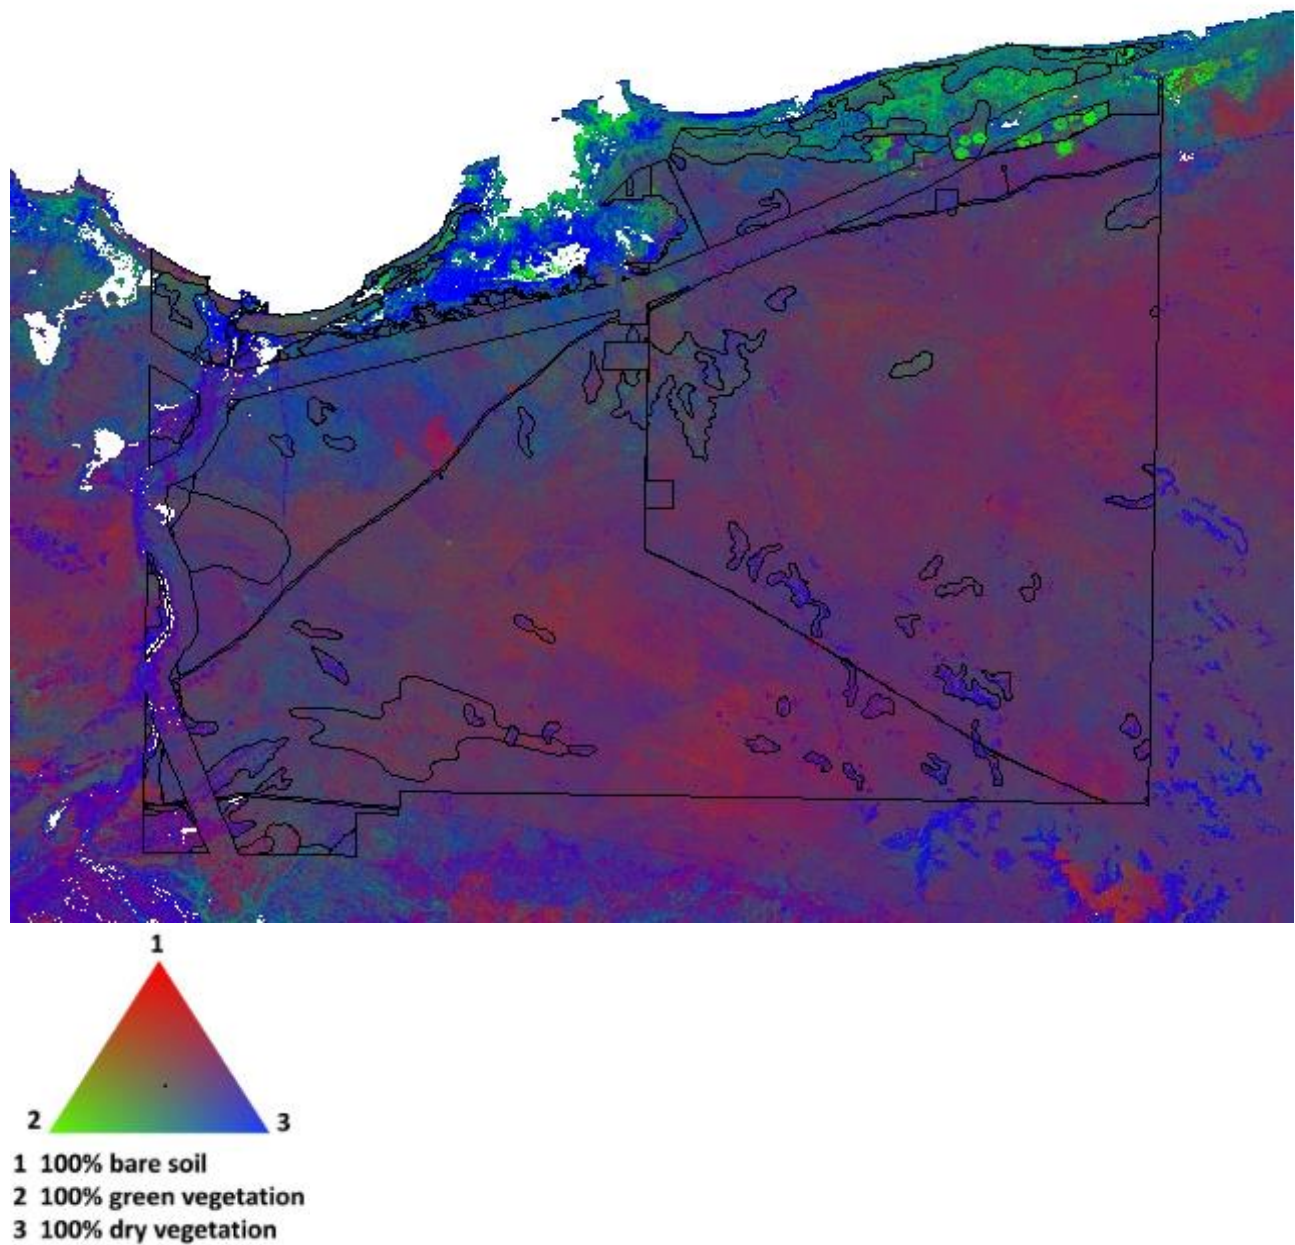 1
2
3
1 100% bare soil
2 100% green vegetation
3 100% dry vegetation